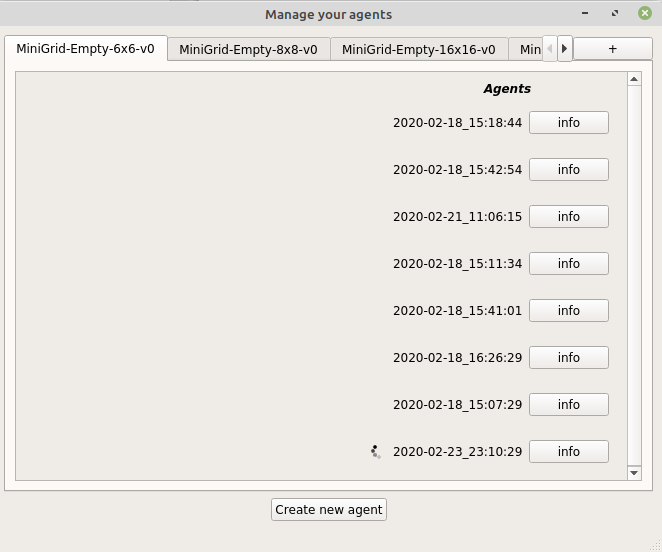 Manage your agents
MiniGrid-Empty-6x6-v0 MiniGrid-Empty-8x8-v0 MiniGrid-Empty-16x16-v0 Min +
Agents
2020-02-18_15:18:44 info
2020-02-18_15:42:54 info
2020-02-21_11:06:15 info
2020-02-18_15:11:34 info
2020-02-18_15:41:01 info
2020-02-18_16:26:29 info
2020-02-18_15:07:29 info
2020-02-23_23:10:29 info
Create new agent